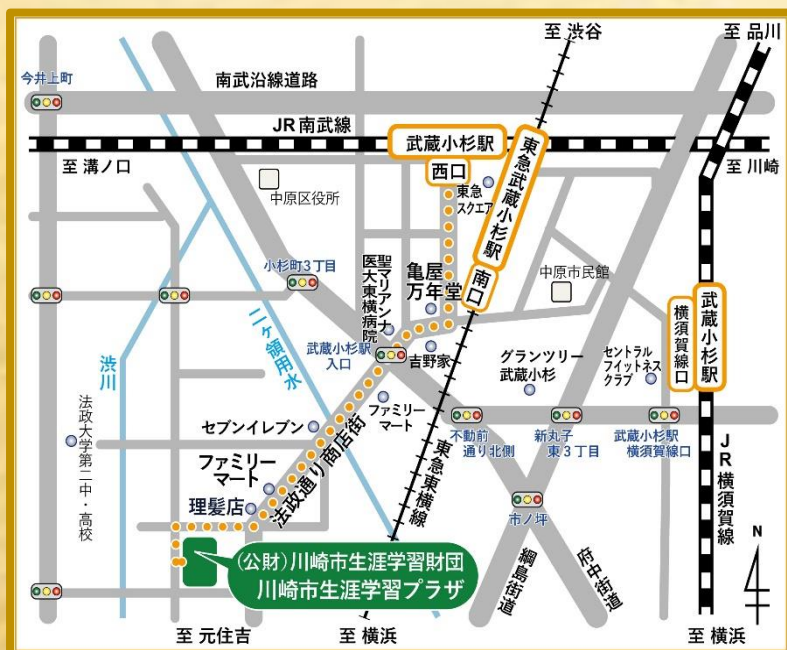 至 渋谷
至 品川
今井上町
南武沿線道路
JR南武線
武蔵小杉駅
西口
至 溝ノ口
至 川崎
東急武蔵小杉駅
南口
東急
スクエア
中原区役所
小杉町3丁目
聖マリアンナ
医大東横病院
亀屋
万年堂
中原市民館
武蔵小杉駅
横須賀線口
二ヶ領用水
渋川
武蔵小杉駅
入口
吉野家
グランツリー
武蔵小杉
セントラル
フィットネス
クラブ
ファミリー
マート
セブンイレブン
法政大学第二中・高校
不動前
通り北側
新丸子
東3丁目
武蔵小杉駅
横須賀線口
法政通り商店街
東急東横線
JR横須賀線
ファミリー
マート
理髪店
市ノ坪
N
(公財)川崎市生涯学習財団
川崎市生涯学習プラザ
綱島街道
府中街道
至 元住吉
至 横浜
至 横浜